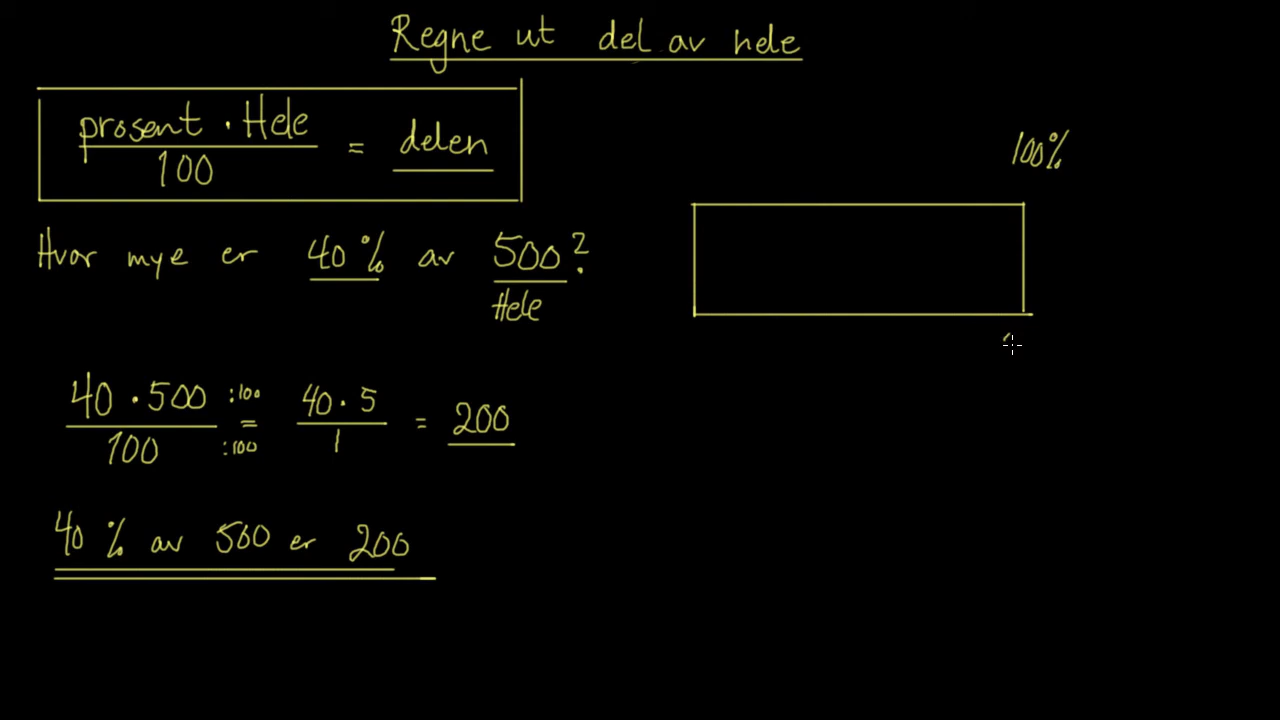 Regne ut del av hele
prosent · Hele
100
= delen
100%
Hvor mye er 40 % av 500?
Hele
40 · 500 :100
100 :100
=
40 · 5
1
= 200
40 % av 500 er 200